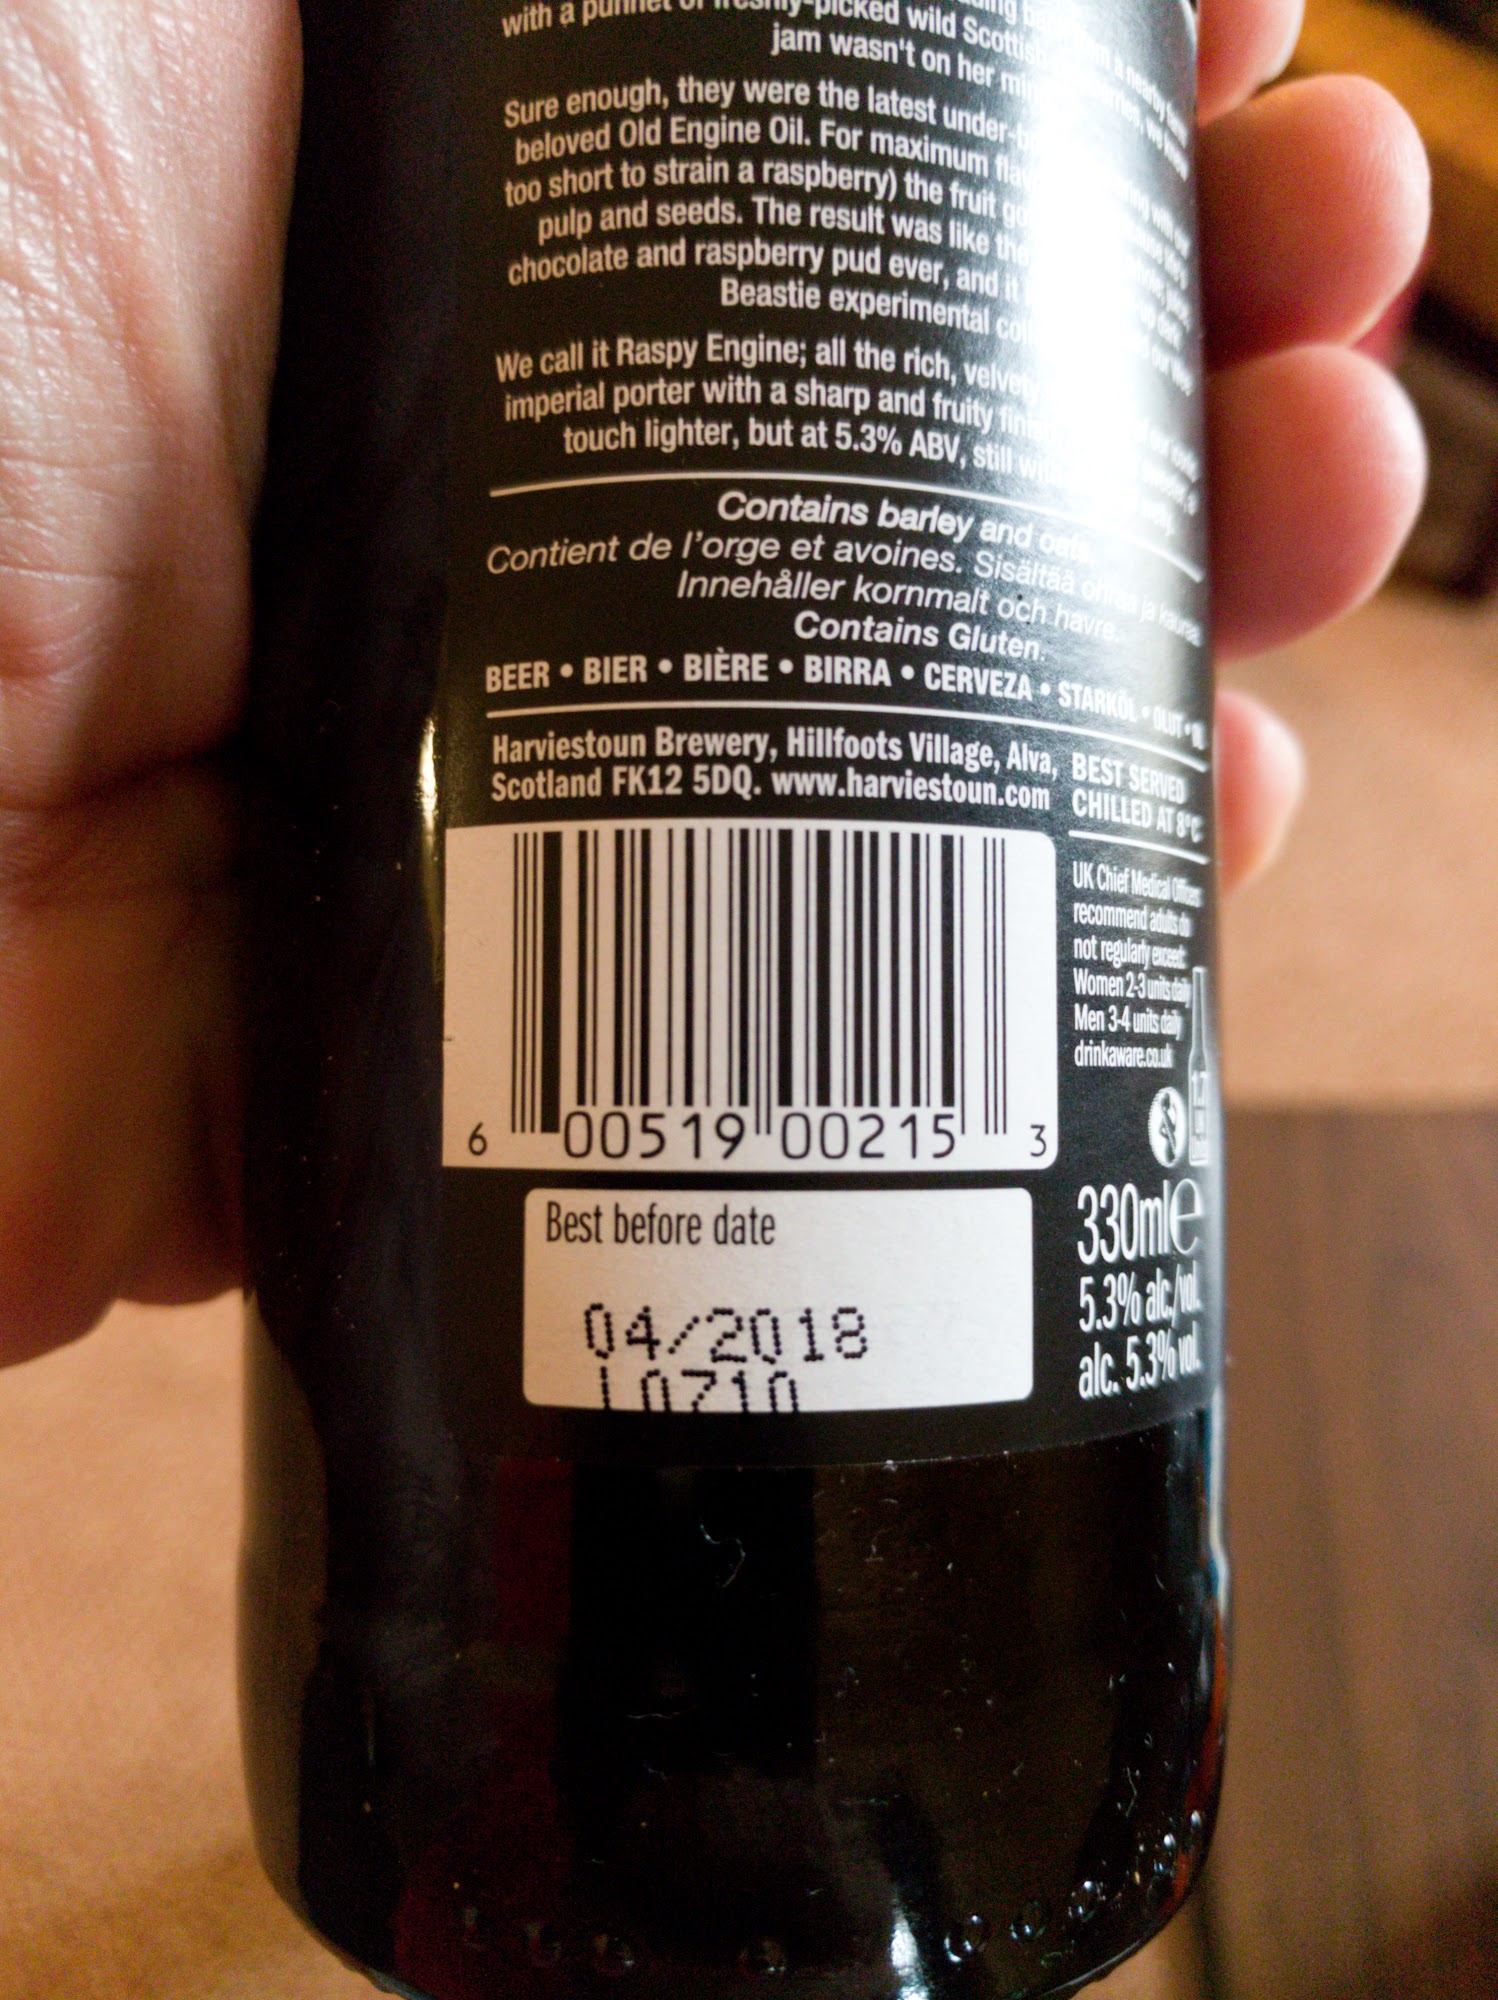 with a punnet of freshly-picked wild Scottish
jam wasn't on her
Sure enough, they were the latest
beloved Old Engine Oil. For maximum
too short to strain a raspberry) the fruit
pulp and seeds. The result was like the
chocolate and raspberry pud ever, and it
Beastie experimental
We call it Raspy Engine; all the rich,
imperial porter with a sharp and fruity
touch lighter, but at 5.3% ABV, still
Contains barley and oats.
Contient de l'orge et avoines. Sisältää ohraa ja kauraa.
Innehåller kornmalt och havre.
Contains Gluten.
BEER • BIER • BIÈRE • BIRRA • CERVEZA • STARKÖL • OLUT •
Harviestoun Brewery, Hillfoots Village, Alva,
Scotland FK12 5DQ. www.harviestoun.com
BEST SERVED
CHILLED AT 8°C
UK Chief Medical Officers
recommend adults do
not regularly exceed:
Women 2-3 units daily
Men 3-4 units daily
drinkaware.co.uk
1.7
6 00519 00215 3
Best before date
04/2018
L0710
330ml e
5.3% alc./vol.
alc. 5.3% vol.